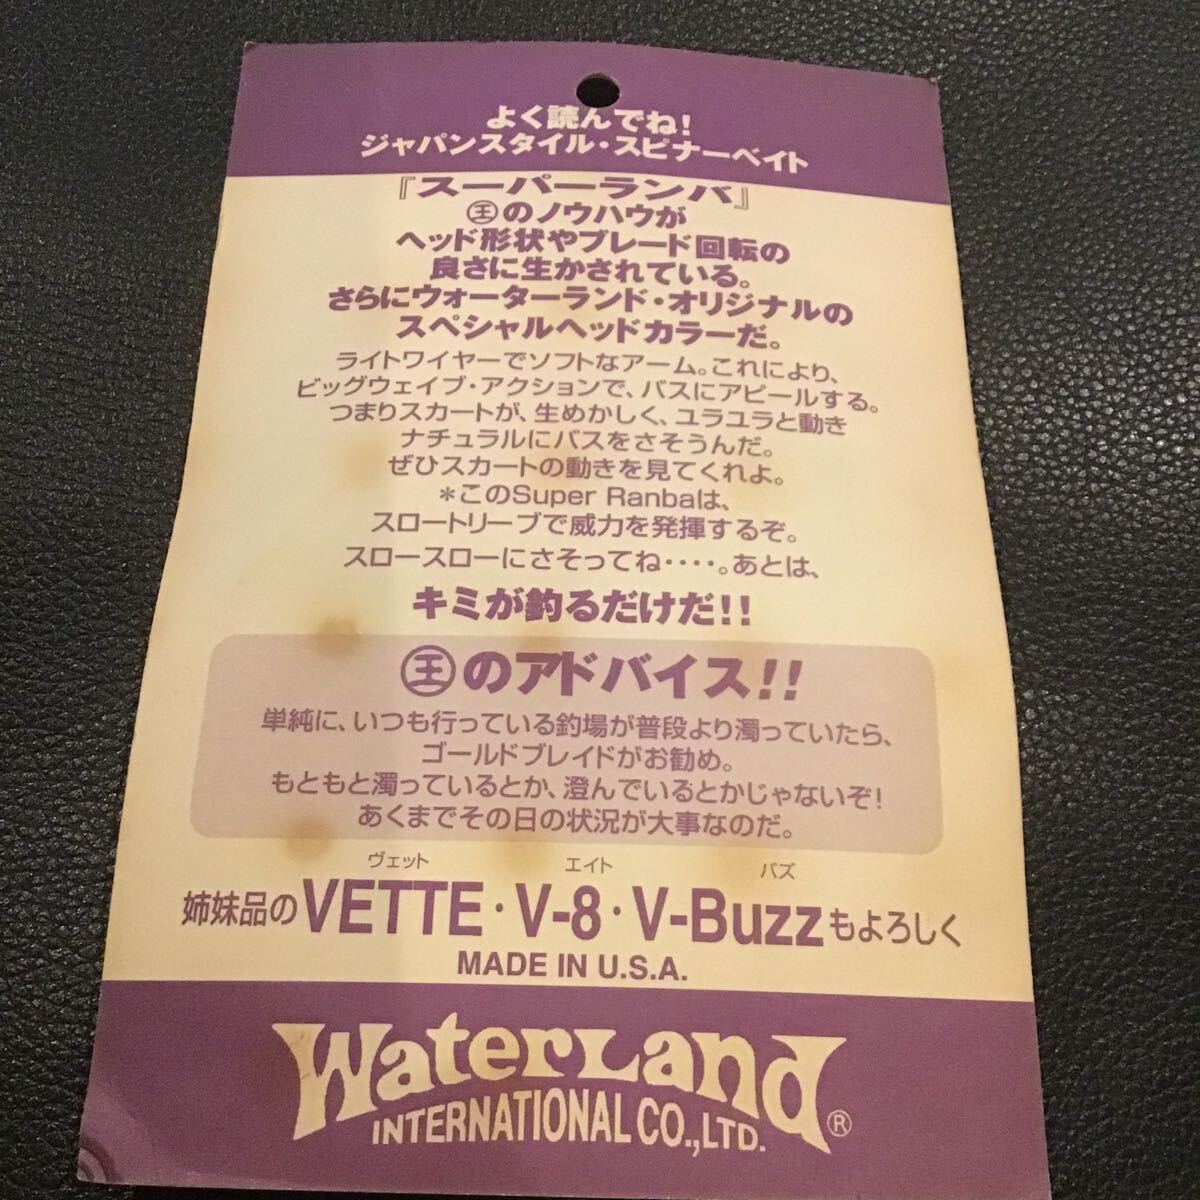 よく読んでね!
ジャパンスタイル・スピナーベイト
『スーパーランバ』
㊥のノウハウが
ヘッド形状やブレード回転の
良さに生かされている。
さらにウォーターランド・オリジナルの
スペシャルヘッドカラーだ。
ライトワイヤーでソフトなアーム。これにより、
ビッグウェイブ・アクションで、バスにアピールする。
つまりスカートが、生めかしく、ユラユラと動き
ナチュラルにバスをさそうんだ。
ぜひスカートの動きを見てくれよ。
*このSuper Ranbaは、
スロートリーブで威力を発揮するぞ。
スロースローにさそってね‥‥。あとは、
キミが釣るだけだ!!
王のアドバイス!!
単純に、いつも行っている釣場が普段より濁っていたら、
ゴールドブレイドがお勧め。
もともと濁っているとか、澄んでいるとかじゃないぞ!
あくまでその日の状況が大事なのだ。
ヴェット エイト バズ
姉妹品のVETTE・V-8・V-Buzzもよろしく
MADE IN U.S.A.
WaterLand
INTERNATIONAL CO.,LTD. ®